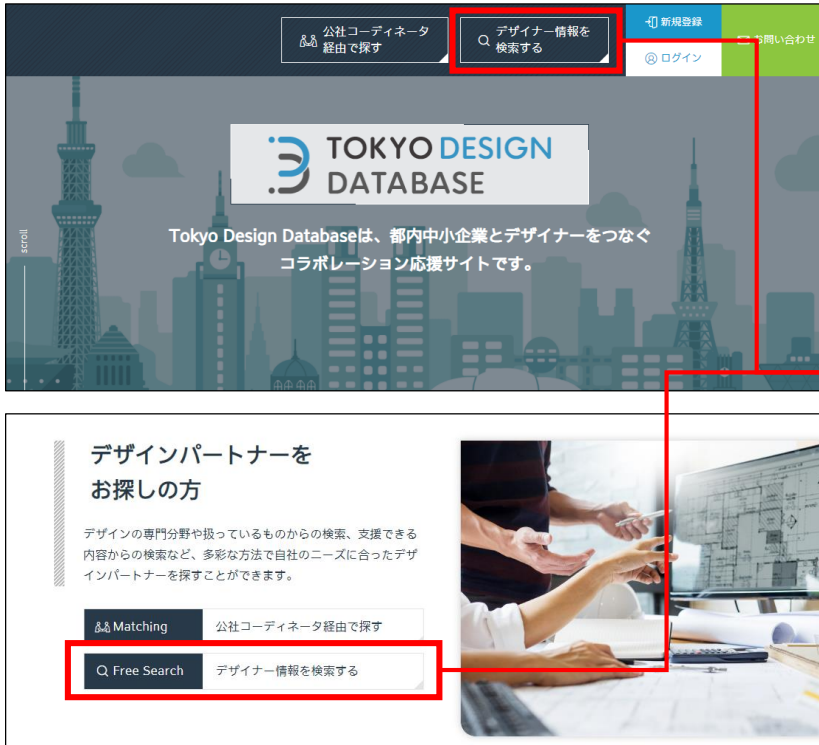 公社コーディネータ
経由で探す
デザイナー情報を
検索する
新規登録
ログイン
お問い合わせ
TOKYO DESIGN
DATABASE
scroll
Tokyo Design Databaseは、都内中小企業とデザイナーをつなぐ
コラボレーション応援サイトです。
デザインパートナーを
お探しの方
デザインの専門分野や扱っているものからの検索、支援できる
内容からの検索など、多彩な方法で自社のニーズに合ったデザ
インパートナーを探すことができます。
Matching 公社コーディネータ経由で探す
Free Search デザイナー情報を検索する